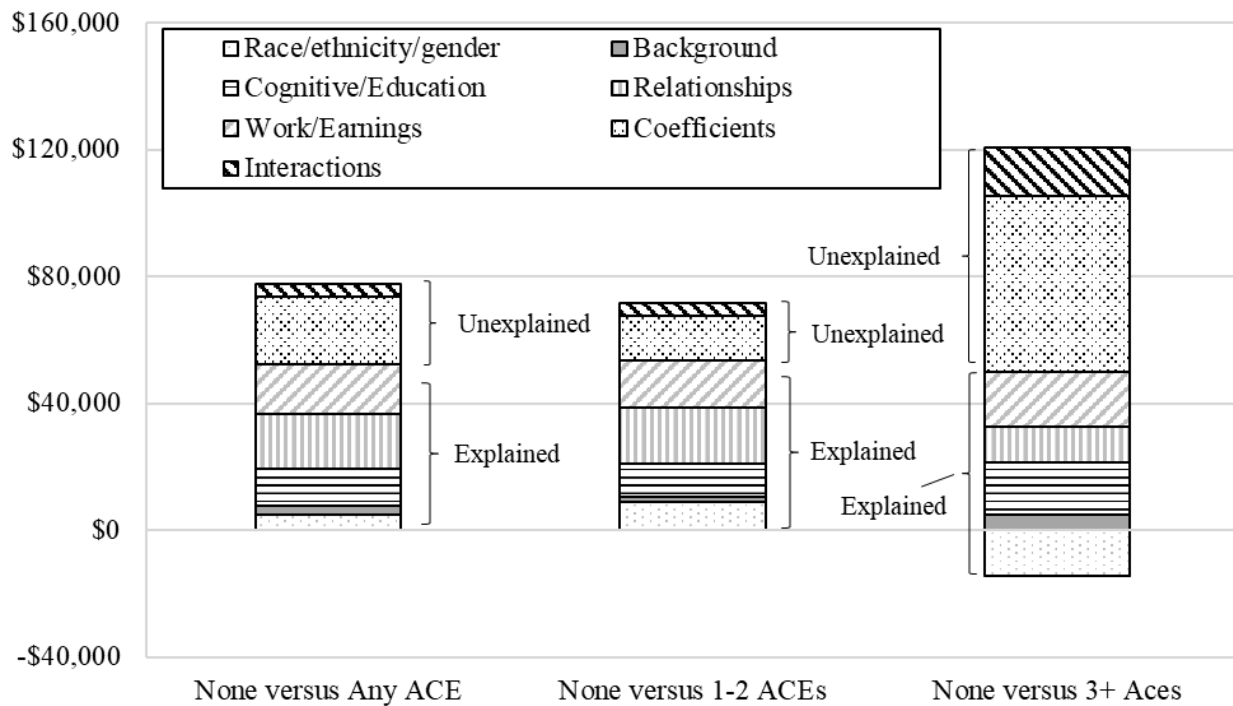 $160,000
Race/ethnicity/gender Background
Cognitive/Education Relationships
Work/Earnings Coefficients
Interactions
$120,000
$80,000
$40,000
$0
-$40,000
Unexplained
Explained
Unexplained
Explained
Unexplained
Explained
None versus Any ACE None versus 1-2 ACEs None versus 3+ Aces